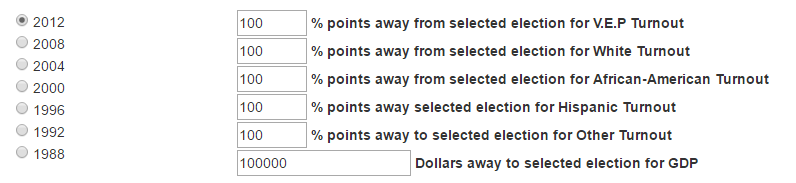 2012
2008
2004
2000
1996
1992
1988
100 % points away from selected election for V.E.P Turnout
100 % points away from selected election for White Turnout
100 % points away from selected election for African-American Turnout
100 % points away selected election for Hispanic Turnout
100 % points away to selected election for Other Turnout
100000 Dollars away to selected election for GDP